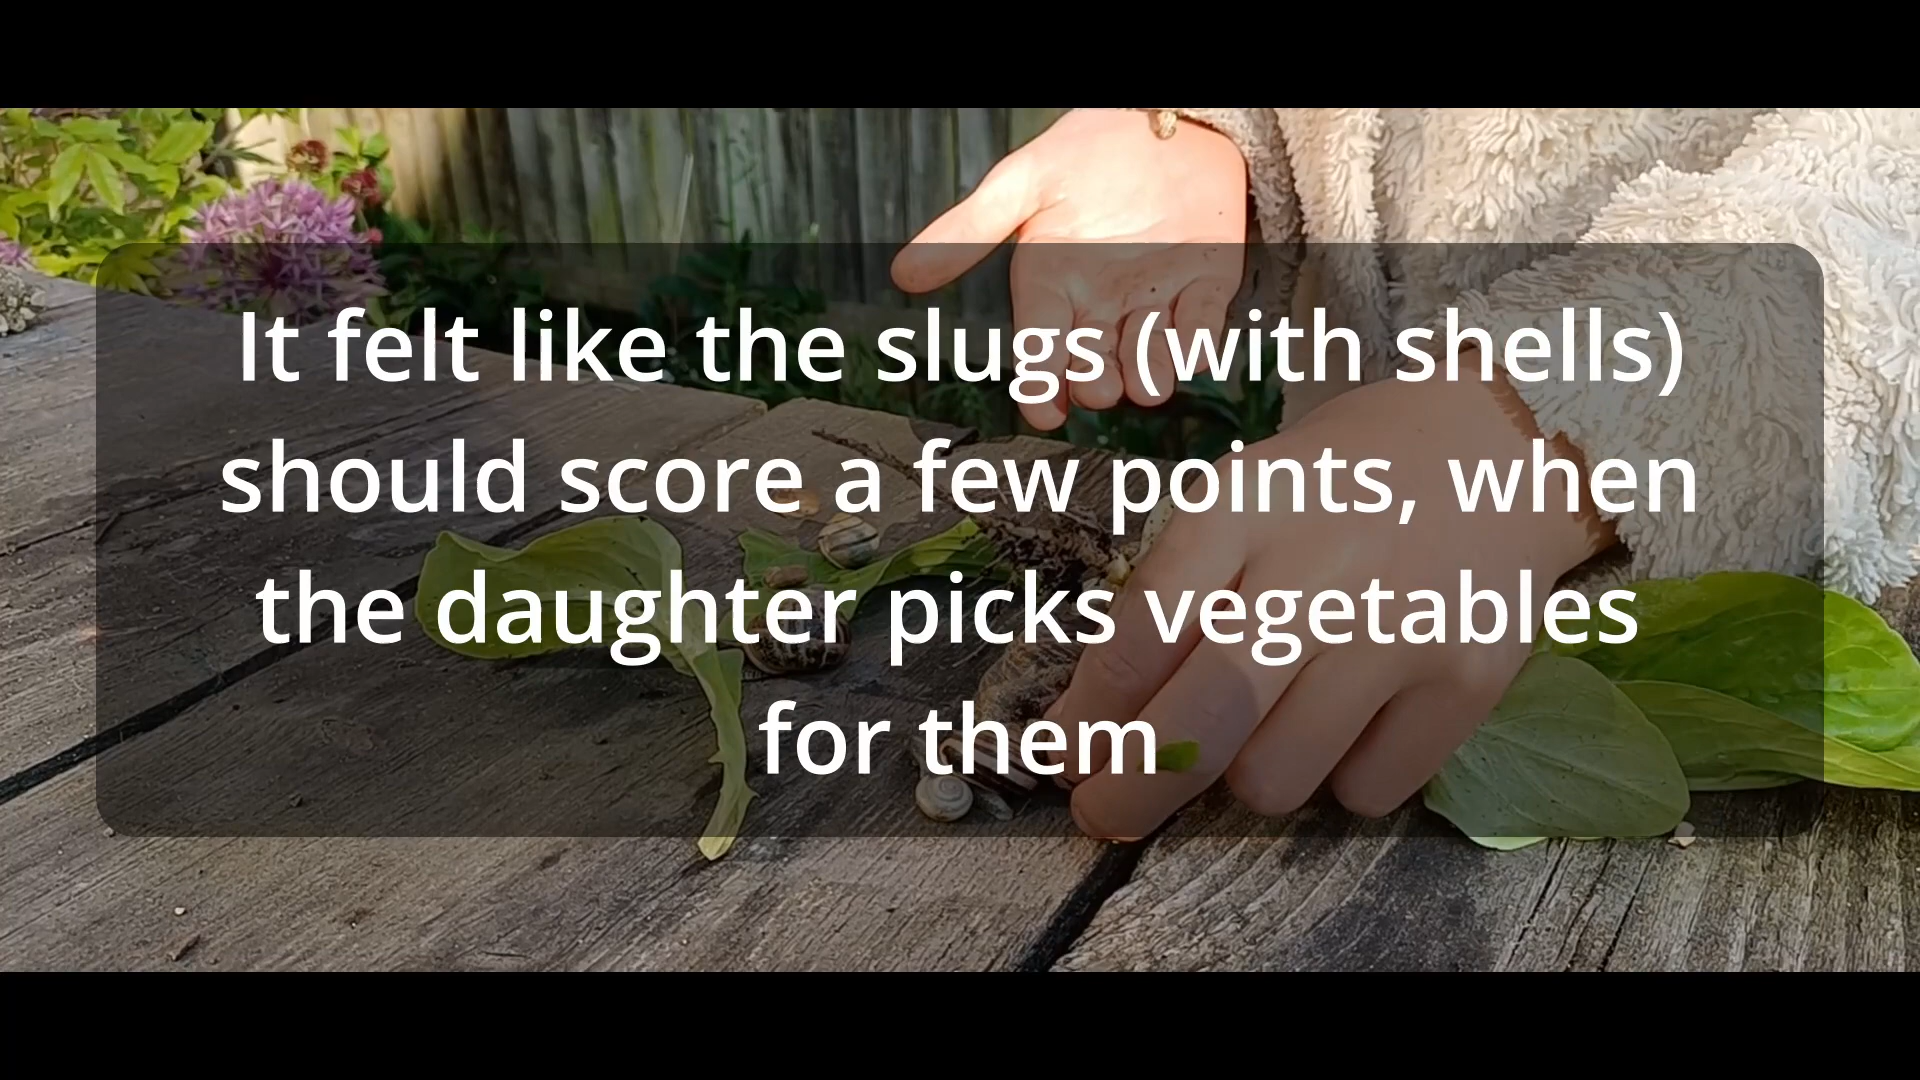 It felt like the slugs (with shells)
should score a few points, when
the daughter picks vegetables
for them